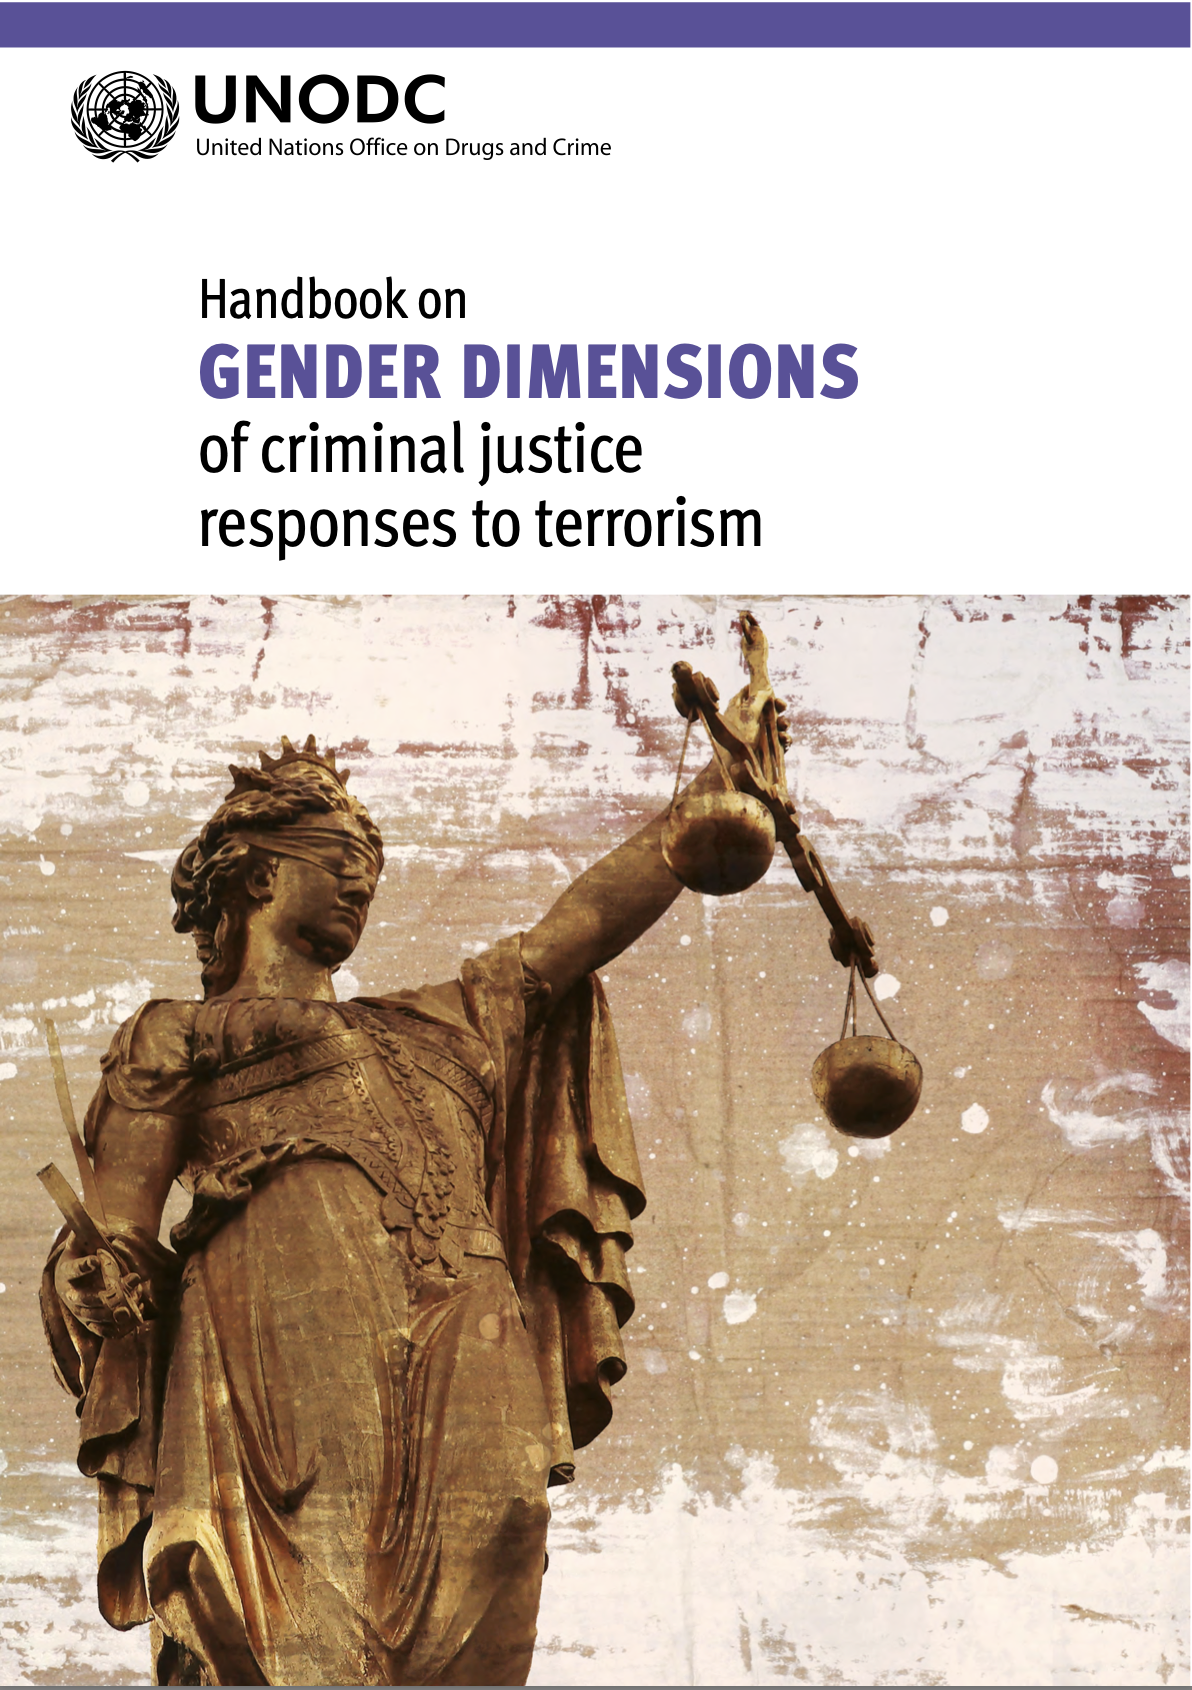 UNODC
United Nations Office on Drugs and Crime
Handbook on
GENDER DIMENSIONS
of criminal justice
responses to terrorism